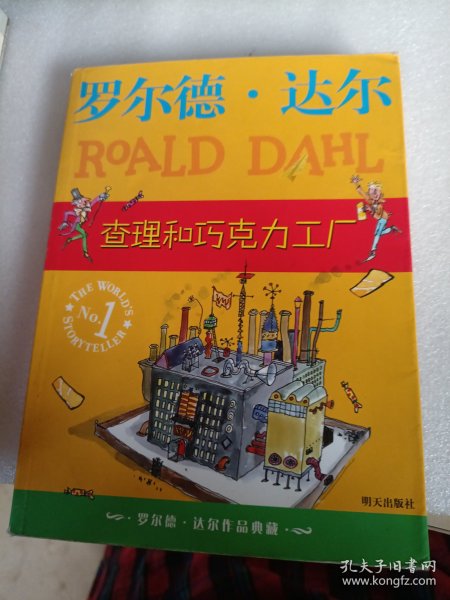 罗尔德·达尔
ROALD DAHL
查理和巧克力工厂
THE WORLD'S
No.1
STORYTELLER
明天出版社
·罗尔德·达尔作品典藏·
孔夫子旧书网
www.kongfz.com